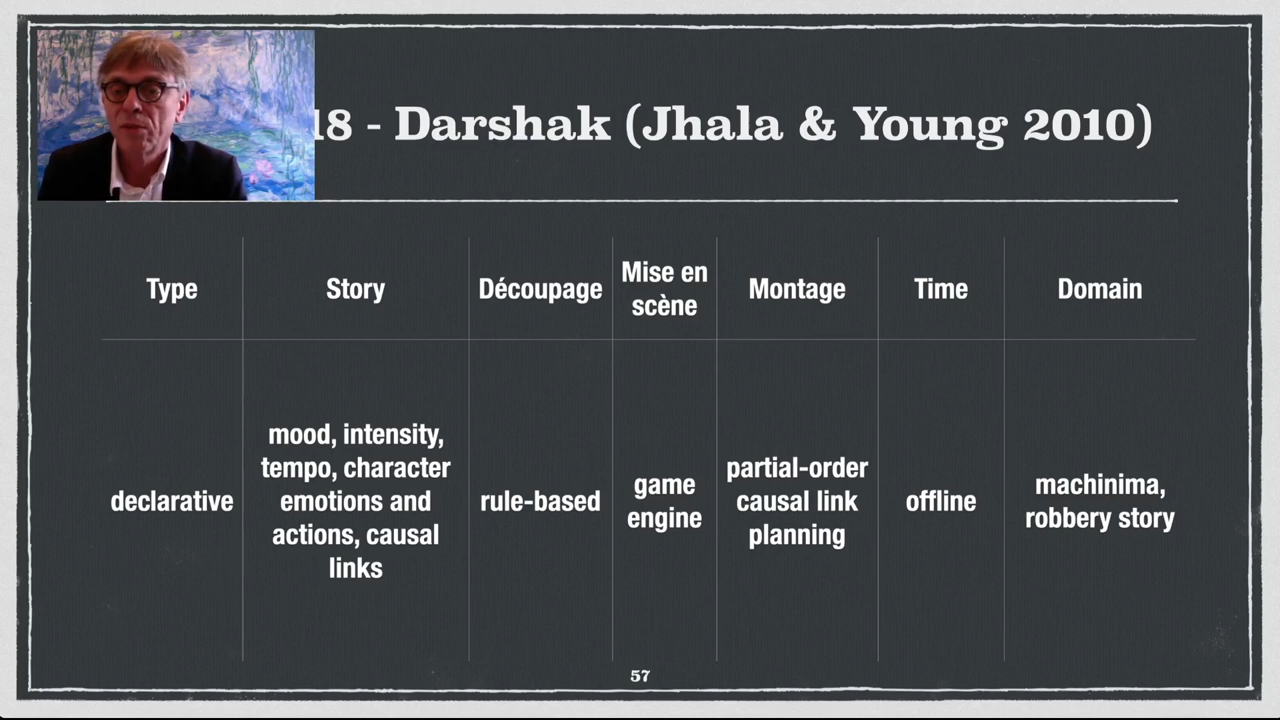 18 - Darshak (Jhala & Young 2010)
Type
Story
Découpage
Mise en
scène
Montage
Time
Domain
declarative
mood, intensity,
tempo, character
emotions and
actions, causal
links
rule-based
game
engine
partial-order
causal link
planning
offline
machinima,
robbery story
57